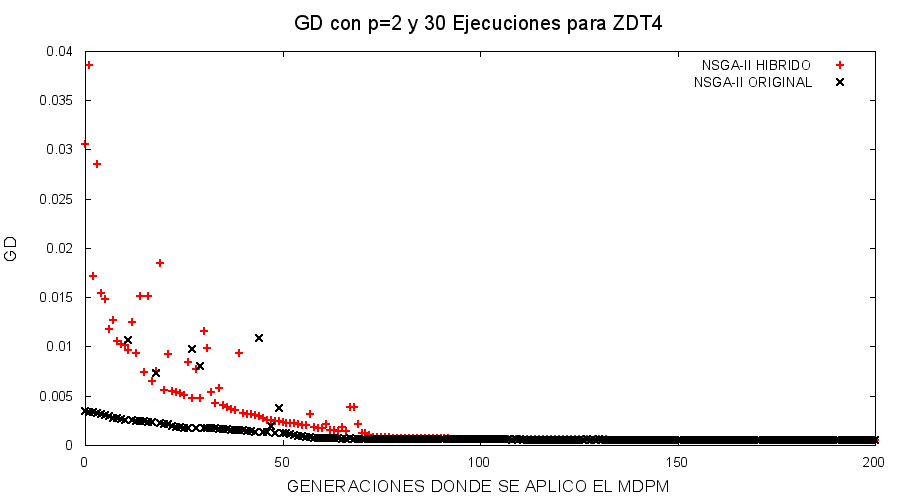 GD con p=2 y 30 Ejecuciones para ZDT4
NSGA-II HIBRIDO
NSGA-II ORIGINAL
0.04
0.035
0.03
0.025
0.02
0.015
0.01
0.005
0
GD
0 50 100 150 200
GENERACIONES DONDE SE APLICO EL MDPM